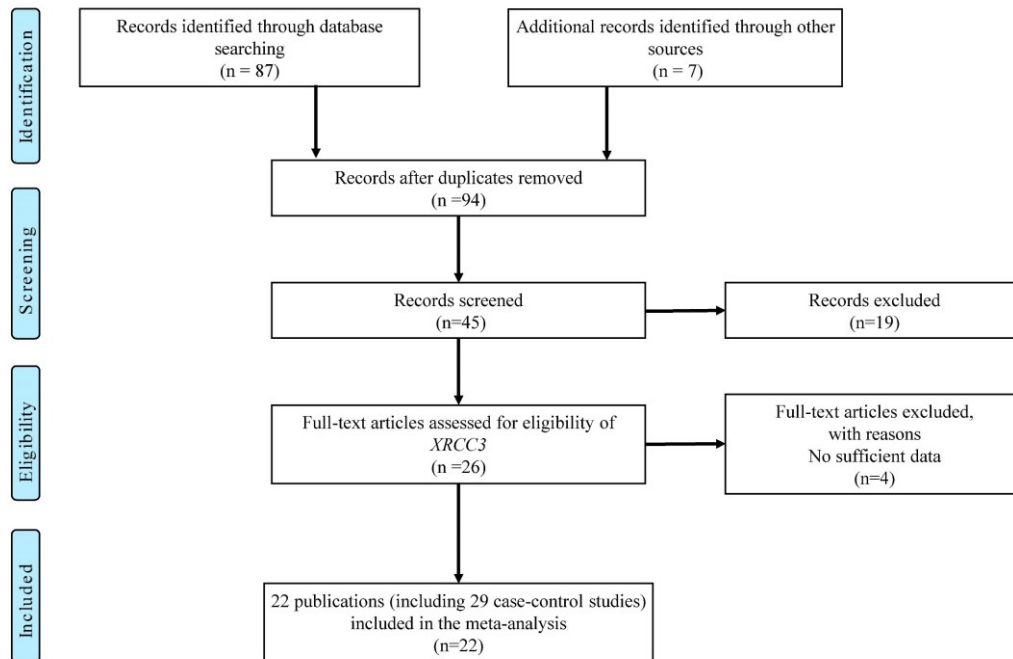 Identification
Records identified through database
searching
(n = 87)
Additional records identified through other
sources
(n = 7)
Records after duplicates removed
(n =94)
Screening
Records screened
(n=45)
Records excluded
(n=19)
Eligibility
Full-text articles assessed for eligibility of
XRCC3
(n =26)
Full-text articles excluded,
with reasons
No sufficient data
(n=4)
Included
22 publications (including 29 case-control studies)
included in the meta-analysis
(n=22)